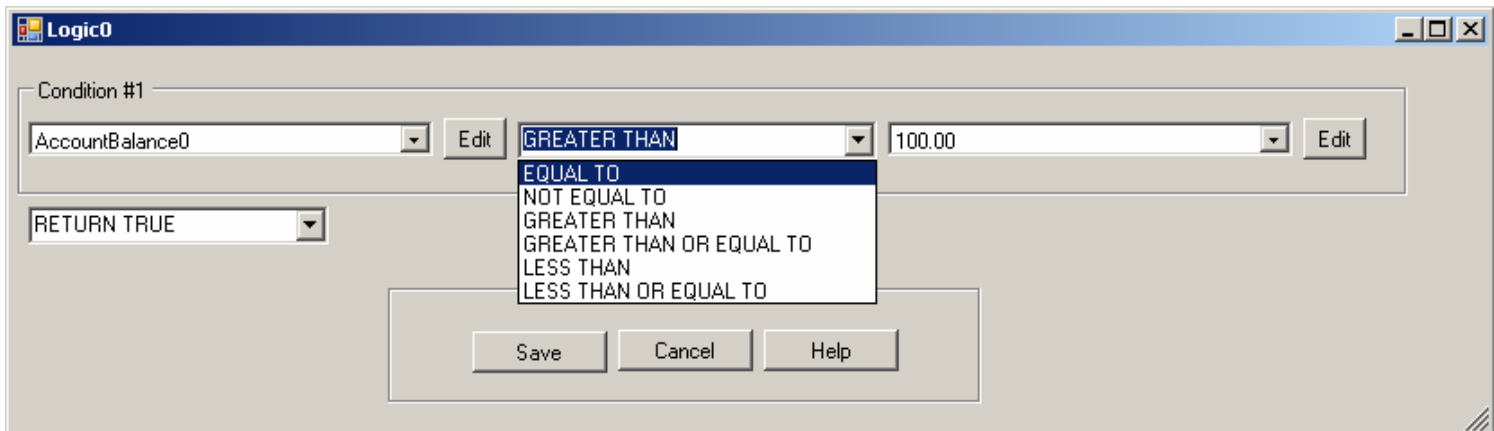 Logic0
Condition #1
AccountBalance0 Edit GREATER THAN 100.00 Edit
EQUAL TO
NOT EQUAL TO
RETURN TRUE GREATER THAN
GREATER THAN OR EQUAL TO
LESS THAN
LESS THAN OR EQUAL TO
Save Cancel Help